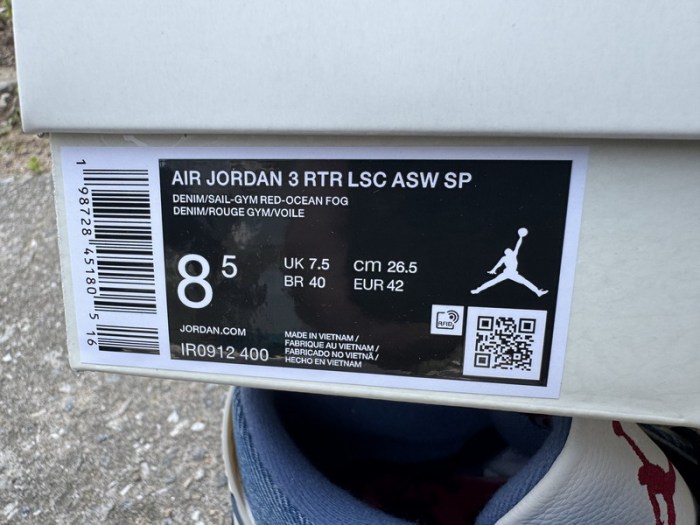 AIR JORDAN 3 RTR LSC ASW SP
DENIM/SAIL-GYM RED-OCEAN FOG
DENIM/ROUGE GYM/VOILE
8 5
UK 7.5 cm 26.5
BR 40 EUR 42
JORDAN.COM
IR0912 400
MADE IN VIETNAM /
FABRIQUE AU VIETNAM /
FABRICADO NO VIETNÃ /
HECHO EN VIETNAM
RFID
1 98728 45180 5 16